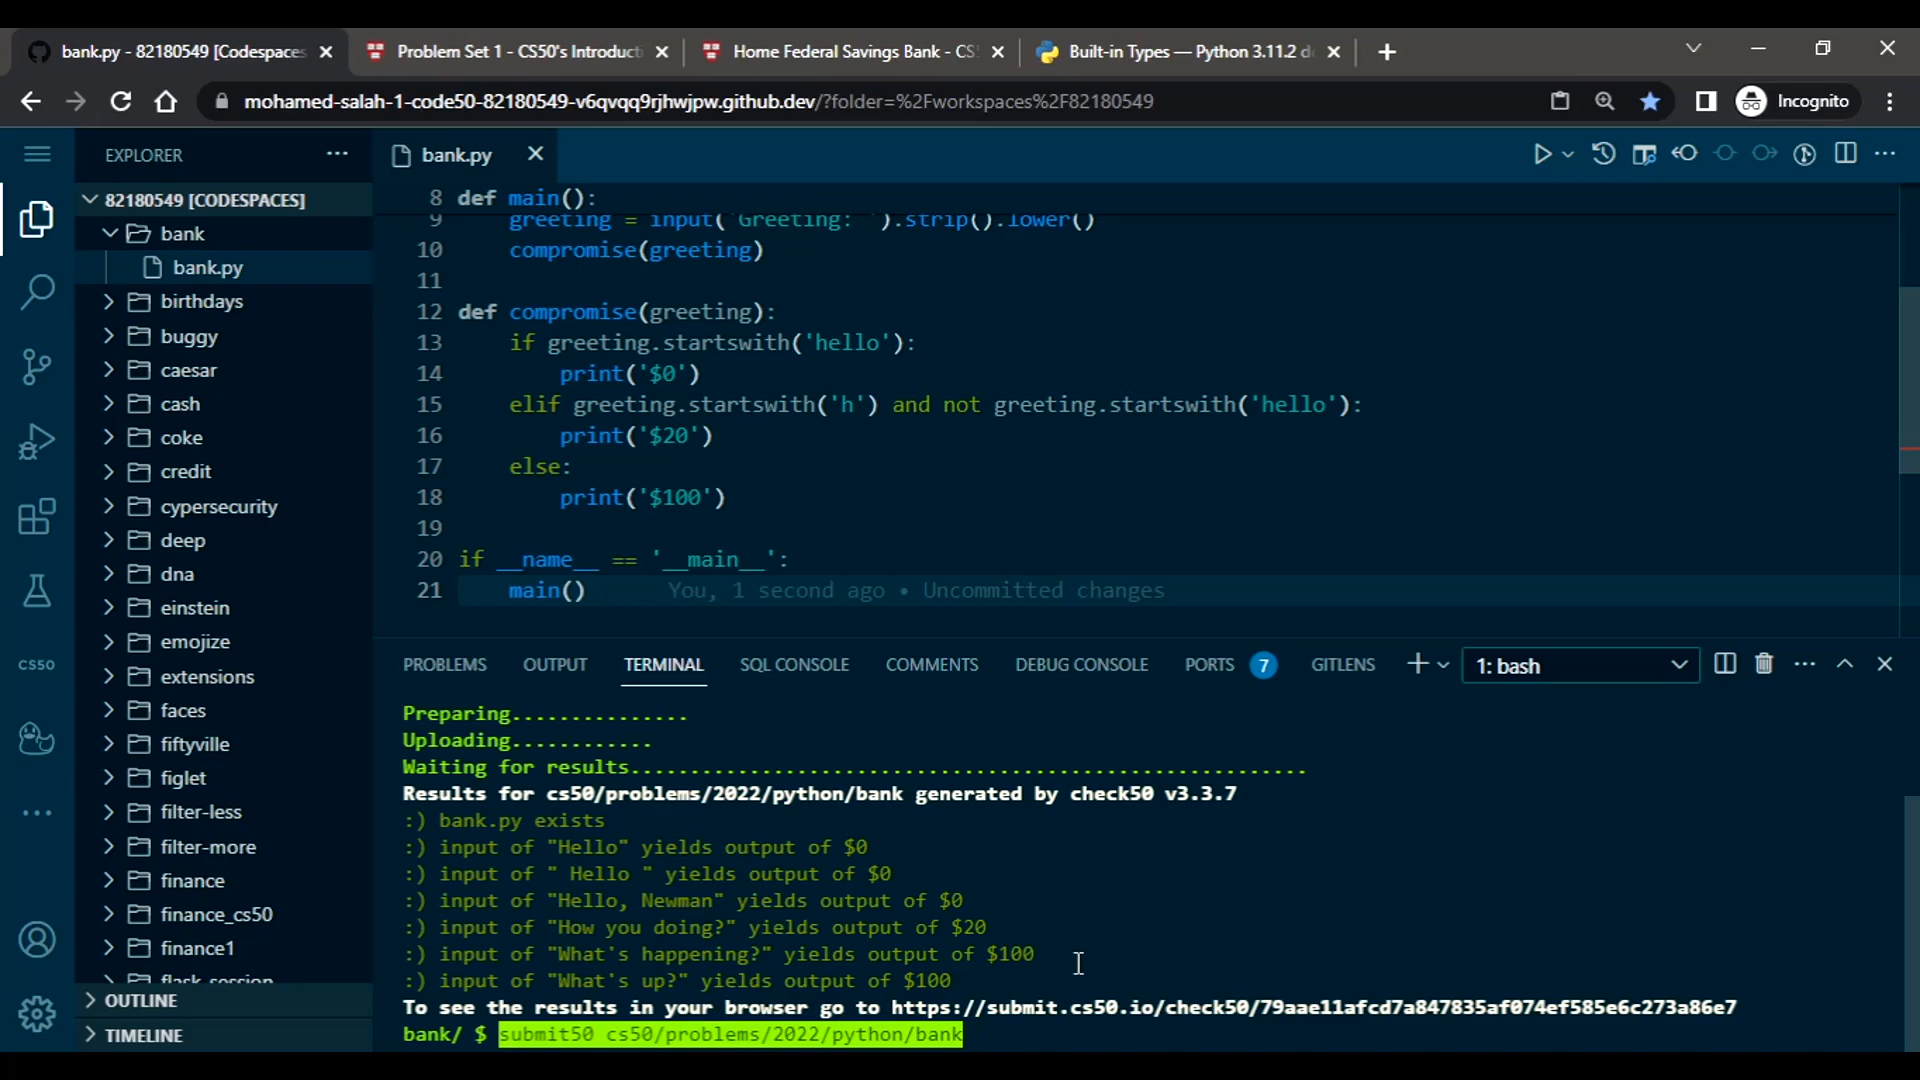 bank.py - 82180549 [Codespaces
Problem Set 1 - CS50's Introducti
Home Federal Savings Bank - CS
Built-in Types — Python 3.11.2 d
mohamed-salah-1-code50-82180549-v6qvqq9rjhwjpw.github.dev/?folder=%2Fworkspaces%2F82180549
Incognito
EXPLORER
bank.py
82180549 [CODESPACES]
bank
bank.py
birthdays
buggy
caesar
cash
coke
credit
cypersecurity
deep
dna
einstein
emojize
extensions
faces
fiftyville
figlet
filter-less
filter-more
finance
finance_cs50
finance1
flask_session
OUTLINE
TIMELINE
CS50
8 def main():
9 greeting = input('Greeting: ').strip().lower()
10 compromise(greeting)
11
12 def compromise(greeting):
13 if greeting.startswith('hello'):
14 print('$0')
15 elif greeting.startswith('h') and not greeting.startswith('hello'):
16 print('$20')
17 else:
18 print('$100')
19
20 if __name__ == '__main__':
21 main() You, 1 second ago • Uncommitted changes
PROBLEMS OUTPUT TERMINAL SQL CONSOLE COMMENTS DEBUG CONSOLE PORTS 7 GITLENS 1: bash
Preparing...............
Uploading............
Waiting for results.........................................................
Results for cs50/problems/2022/python/bank generated by check50 v3.3.7
:) bank.py exists
:) input of "Hello" yields output of $0
:) input of " Hello " yields output of $0
:) input of "Hello, Newman" yields output of $0
:) input of "How you doing?" yields output of $20
:) input of "What's happening?" yields output of $100
:) input of "What's up?" yields output of $100
To see the results in your browser go to https://submit.cs50.io/check50/79aae11afcd7a847835af074ef585e6c273a86e7
bank/ $ submit50 cs50/problems/2022/python/bank